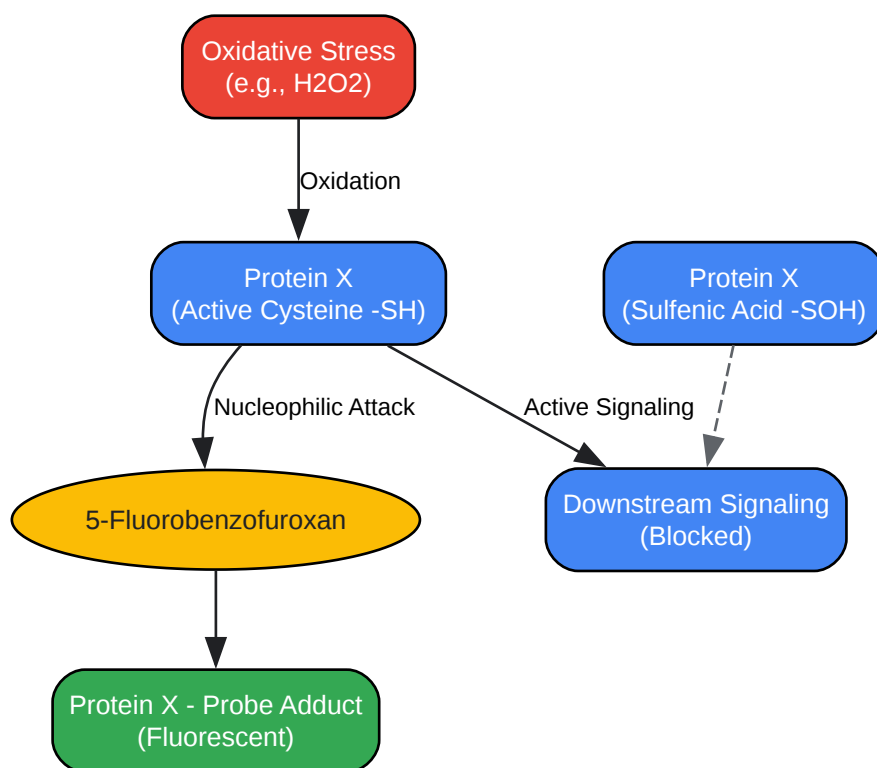 Oxidative Stress
(e.g., H2O2)
Oxidation
Protein X
(Active Cysteine -SH)
Protein X
(Sulfenic Acid -SOH)
Nucleophilic Attack
Active Signaling
5-Fluorobenzofuroxan
Downstream Signaling
(Blocked)
Protein X - Probe Adduct
(Fluorescent)